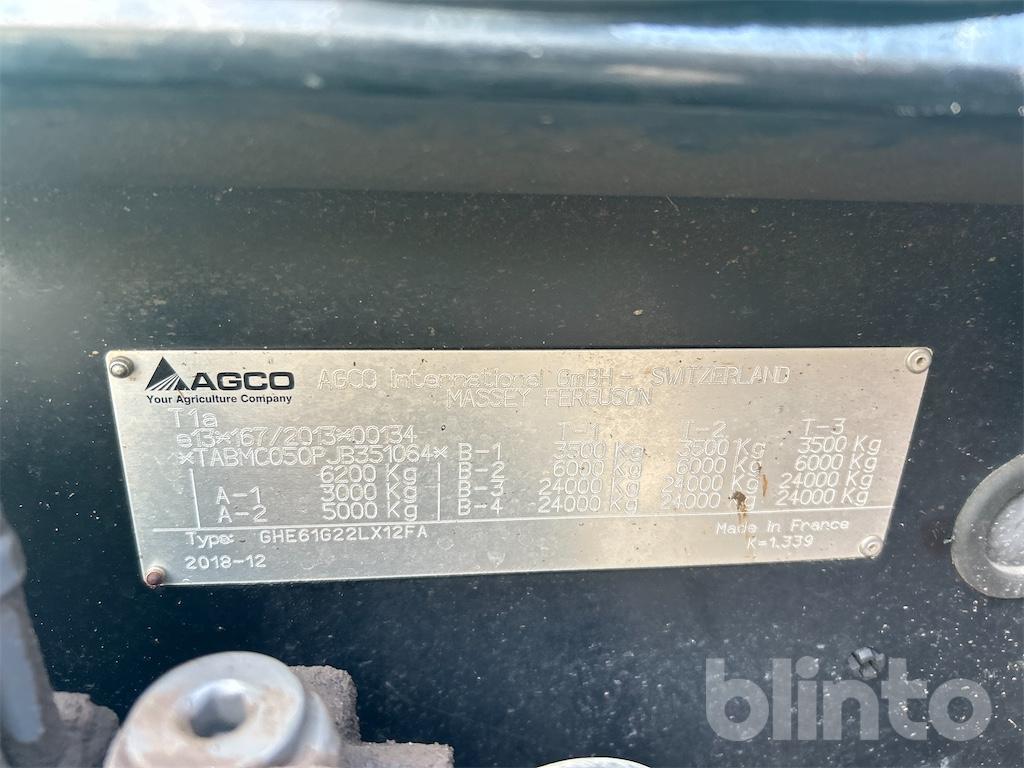 AGCO
Your Agriculture Company
AGCO International GmBH - SWITZERLAND
MASSEY FERGUSON
T1a
e13*167/2013*00134
*TABMC050PJB351064*
T-1 T-2 T-3
B-1 3500 Kg 3500 Kg 3500 Kg
6200 Kg B-2 6000 Kg 6000 Kg 6000 Kg
A-1 3000 Kg B-3 24000 Kg 24000 Kg 24000 Kg
A-2 5000 Kg B-4 24000 Kg 24000 Kg 24000 Kg
Type: GHE61G22LX12FA
Made In France
2018-12
K=1.339
blinto